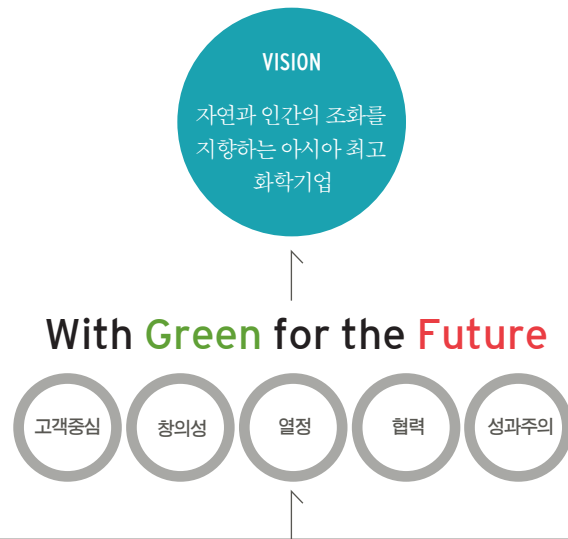 VISION
자연과 인간의 조화를
지향하는 아시아 최고
화학기업
With Green for the Future
고객중심 창의성 열정 협력 성과주의